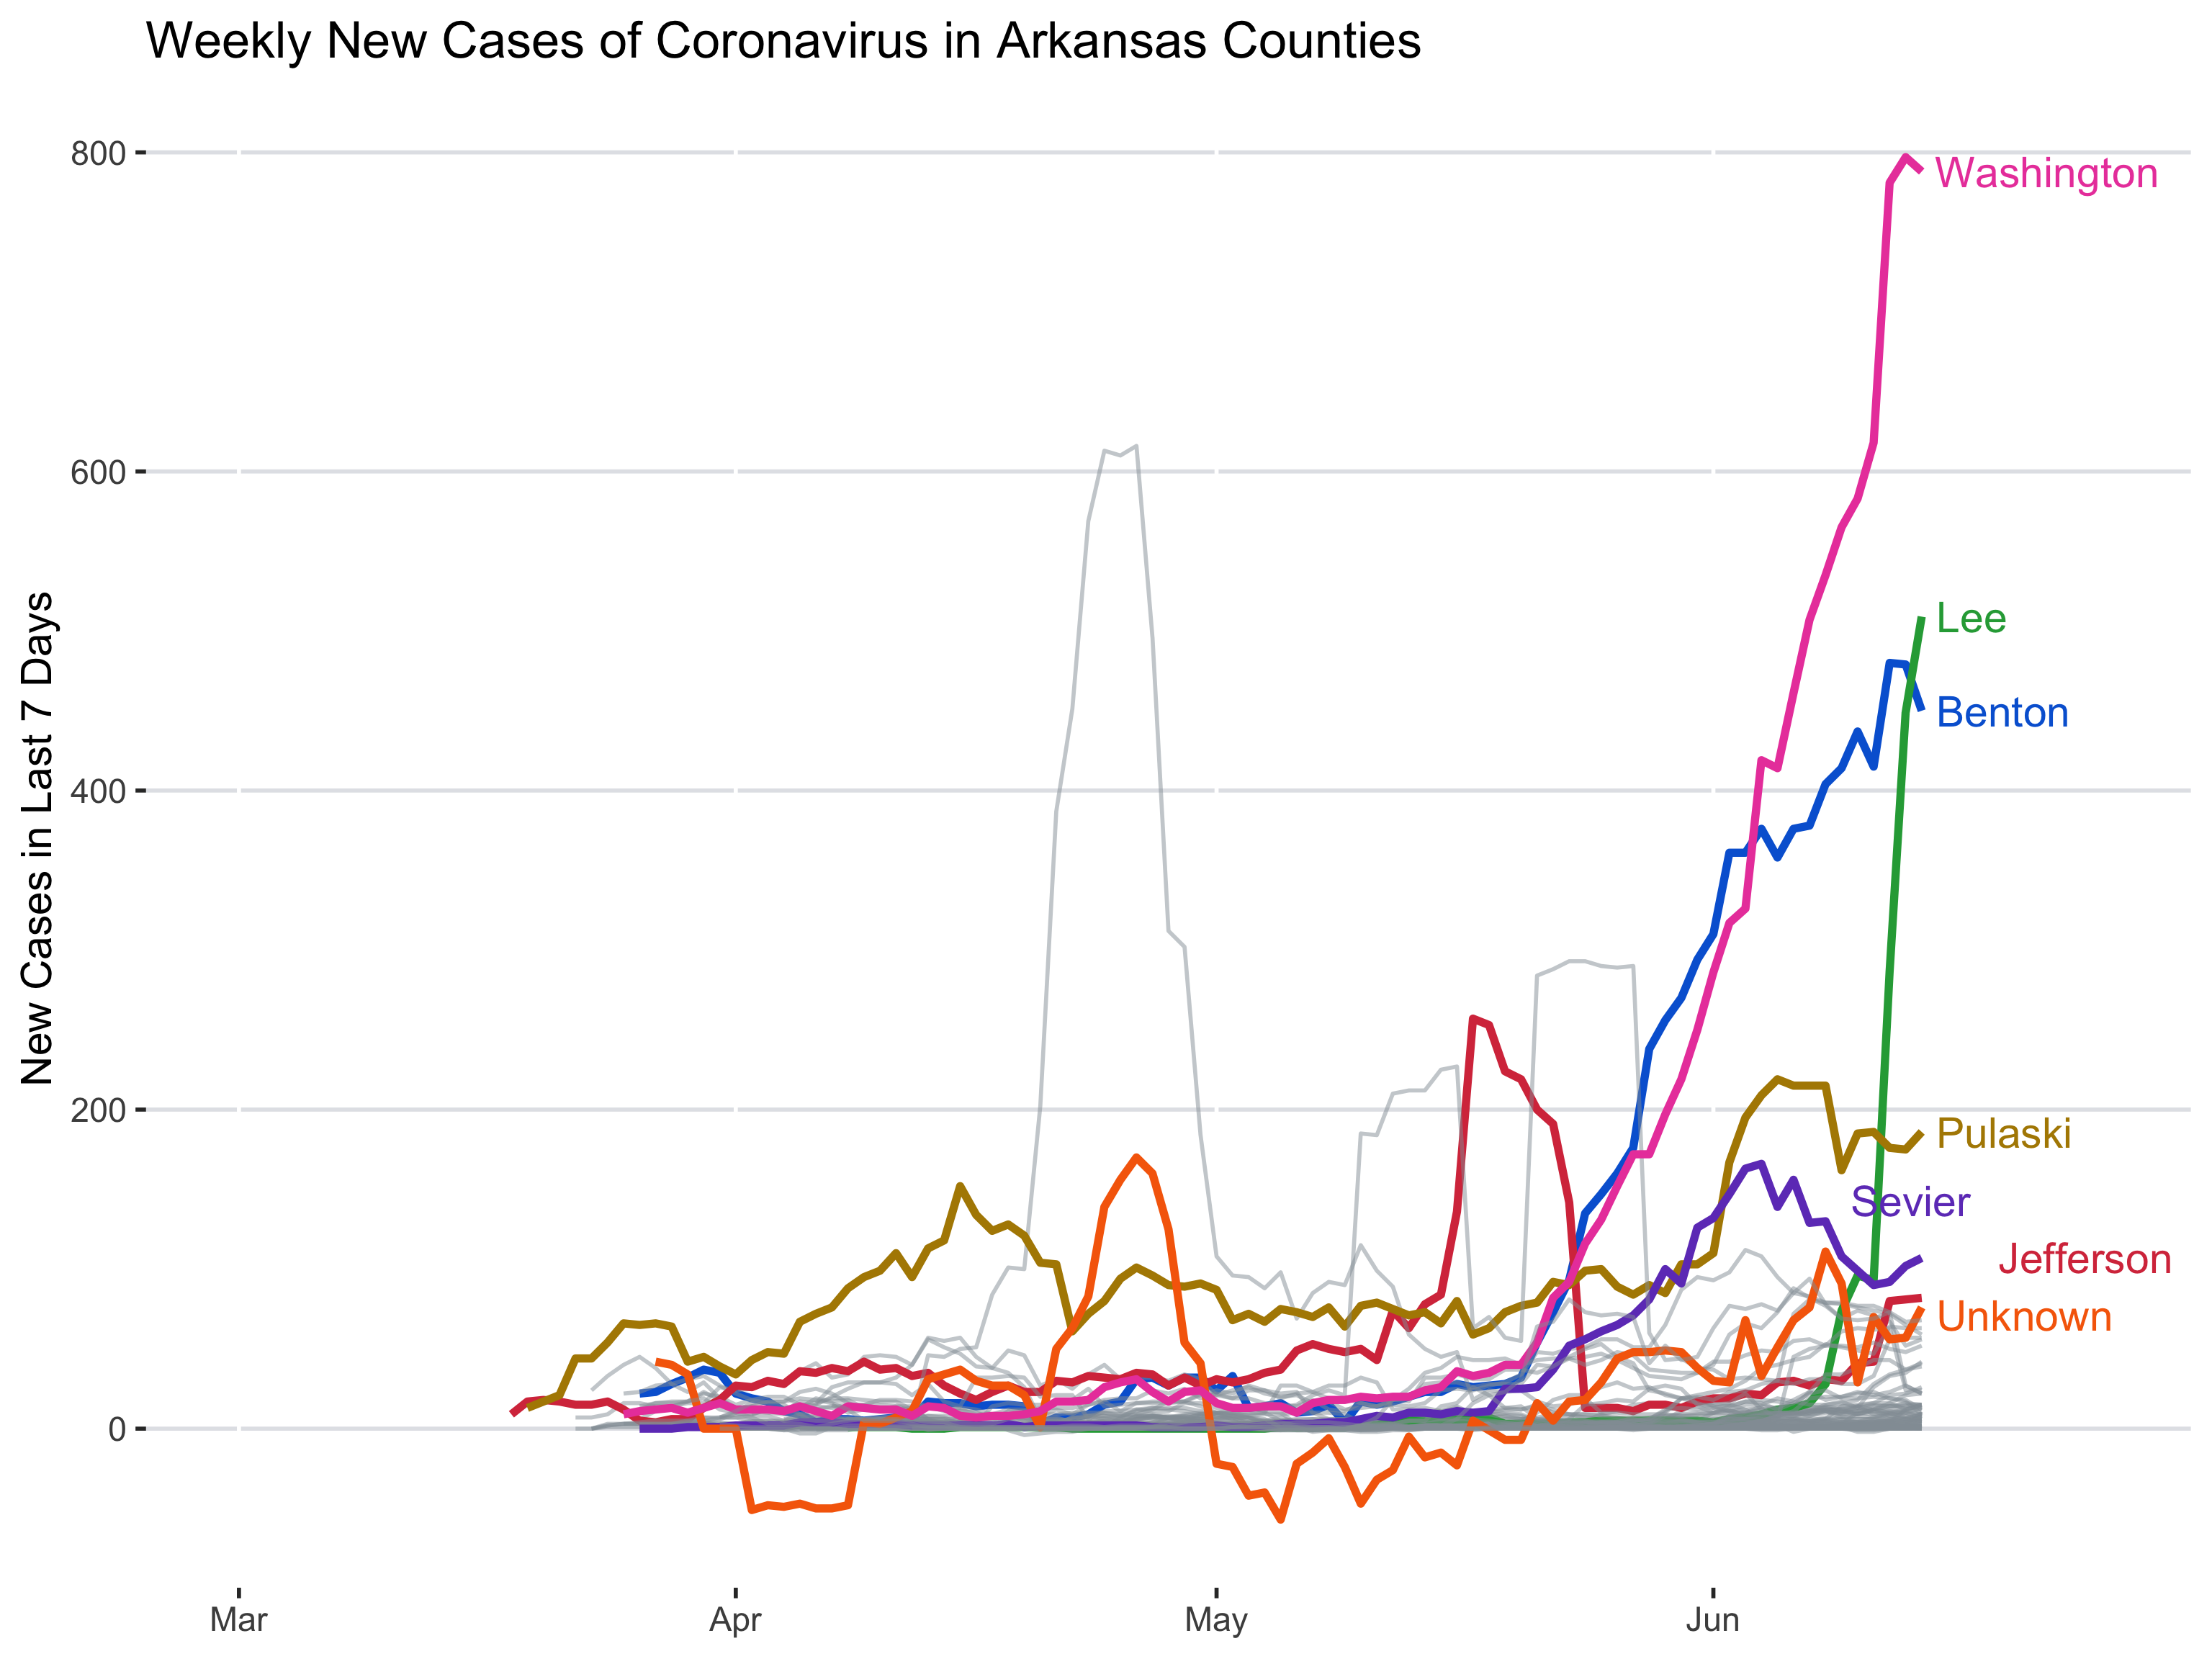 Weekly New Cases of Coronavirus in Arkansas Counties
New Cases in Last 7 Days
800
600
400
200
0
Mar
Apr
May
Jun
Washington
Lee
Benton
Pulaski
Sevier
Jefferson
Unknown